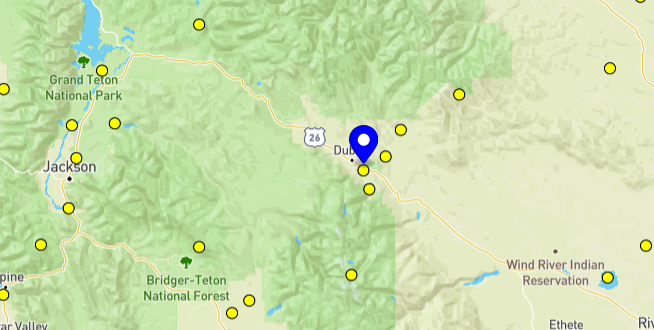 Grand Teton
National Park
26
Dub
Jackson
Wind River Indian
Reservation
Bridger-Teton
National Forest
pine
ar Valley
Ethete
Riv